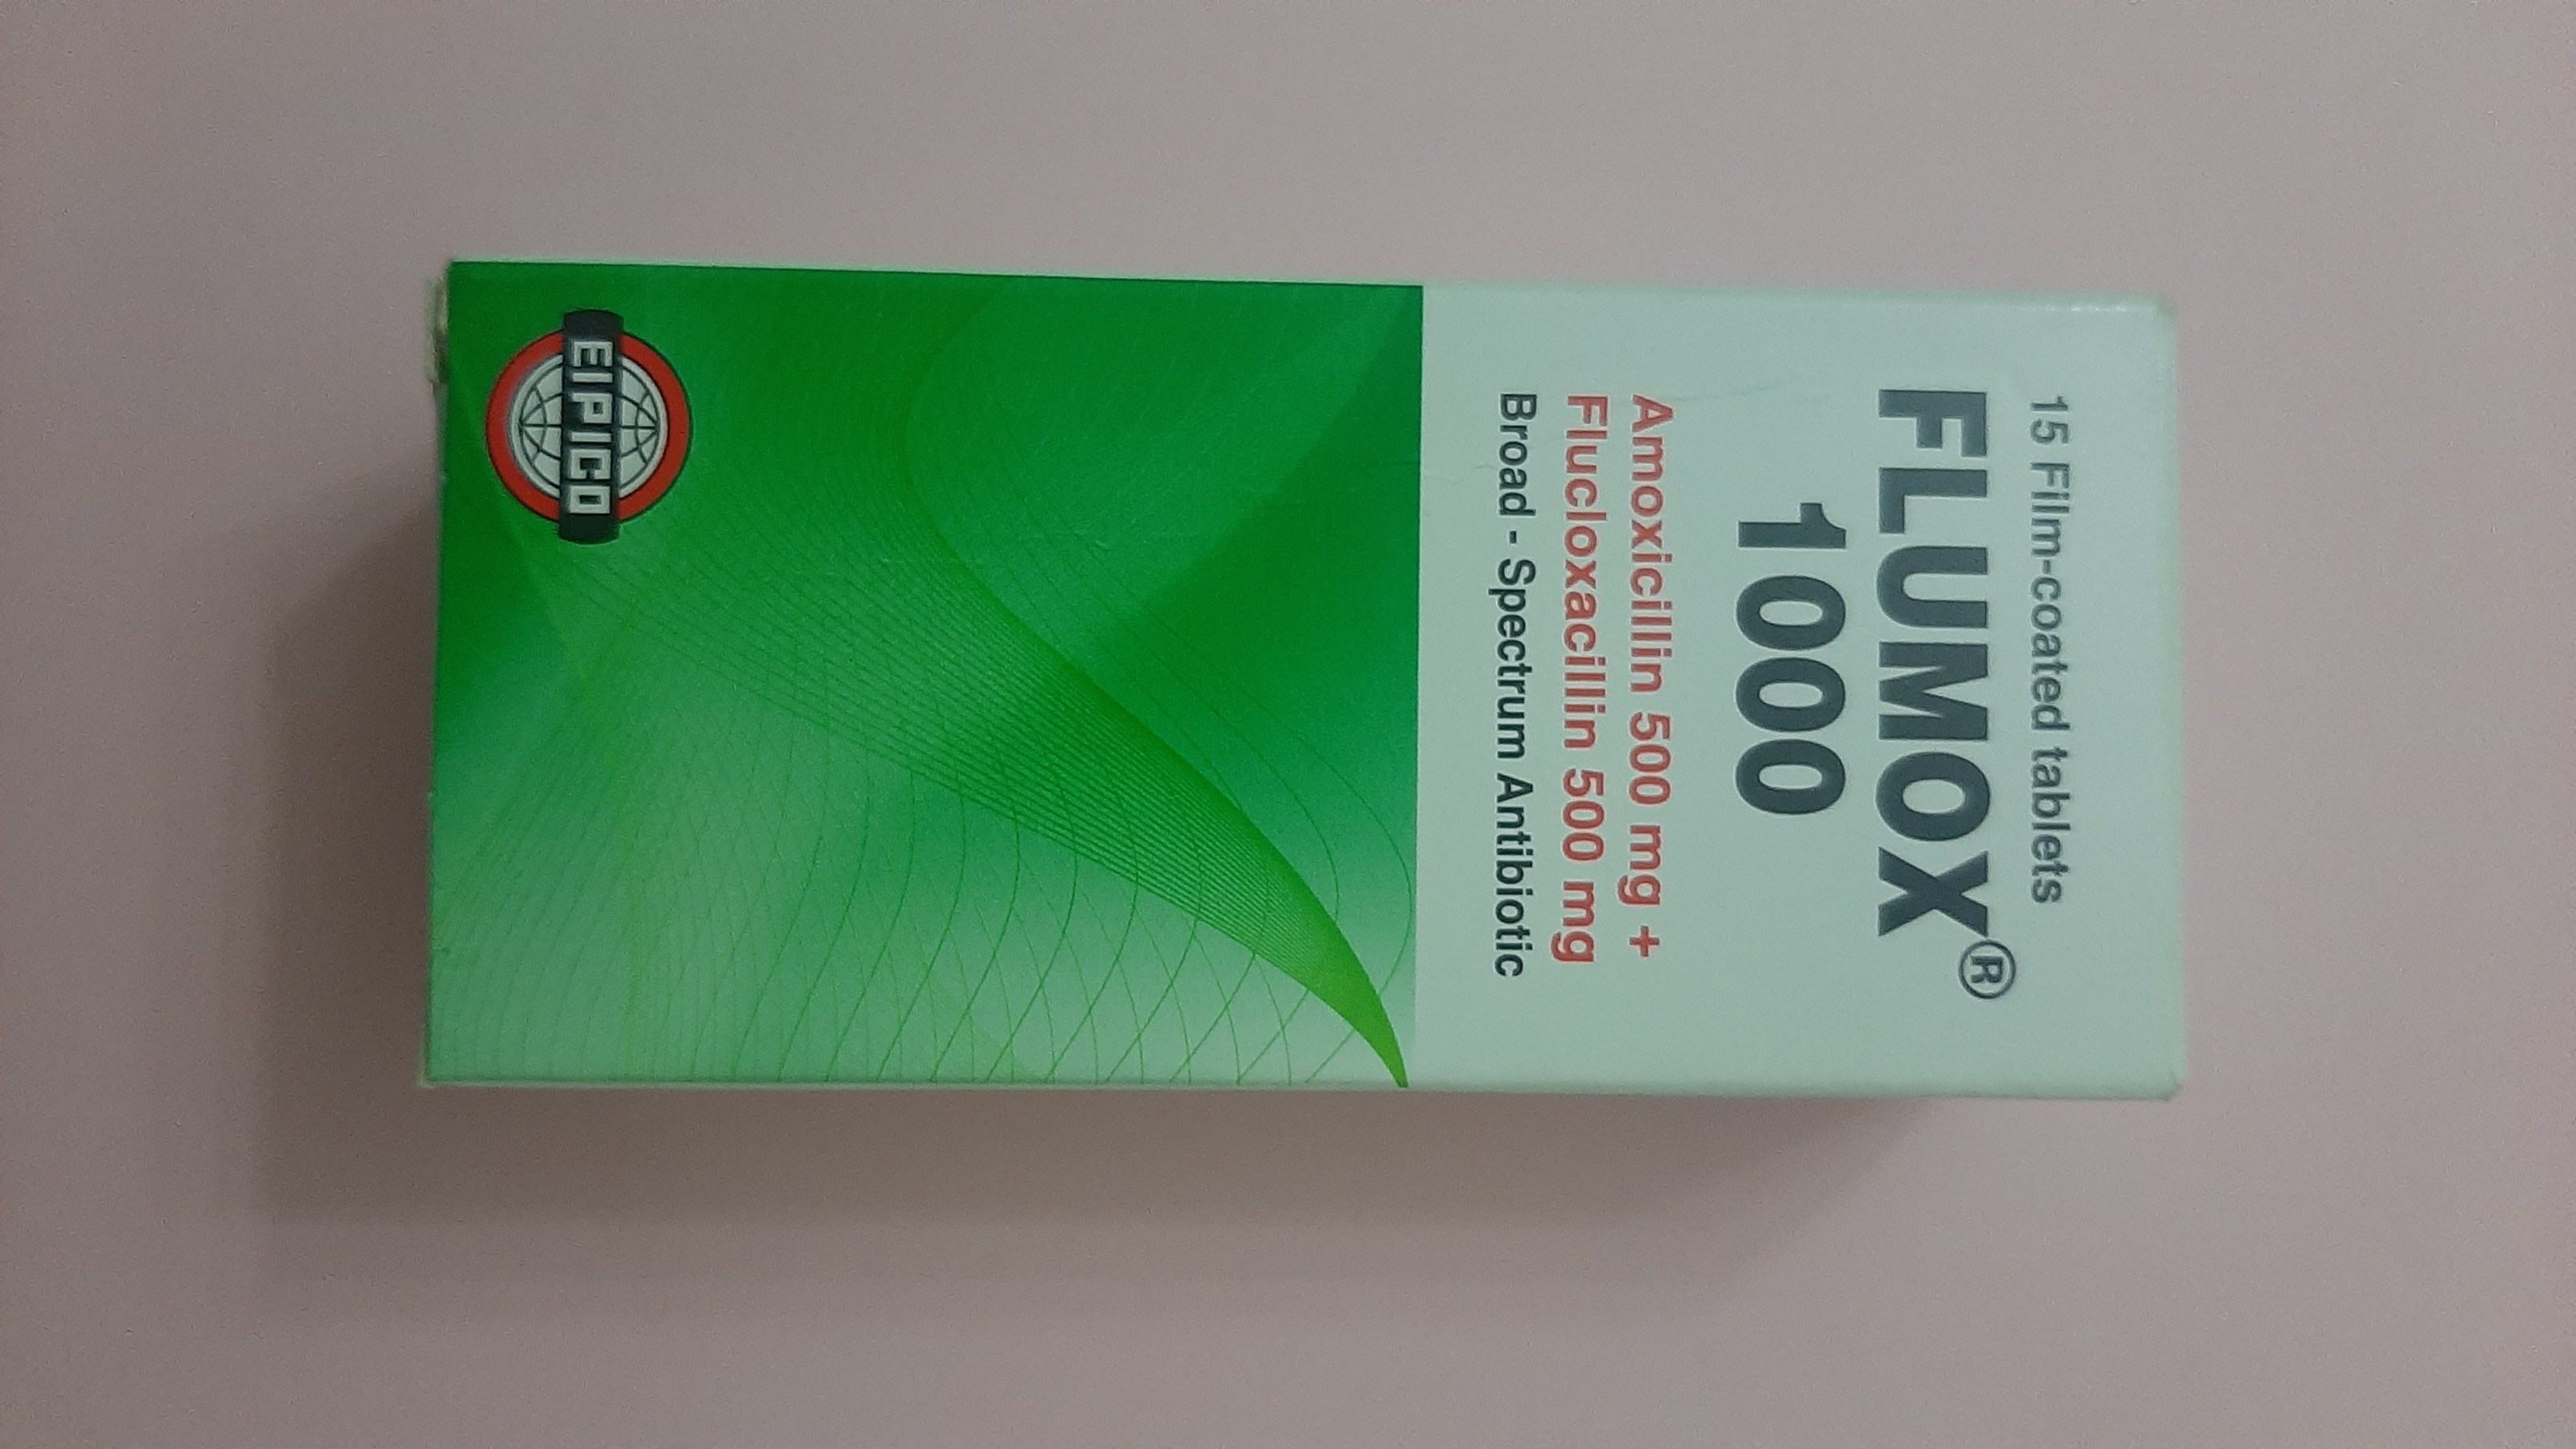 15 Film-coated tablets
FLUMOX®
1000
Amoxicillin 500 mg +
Flucloxacillin 500 mg
Broad - Spectrum Antibiotic
EIPICO